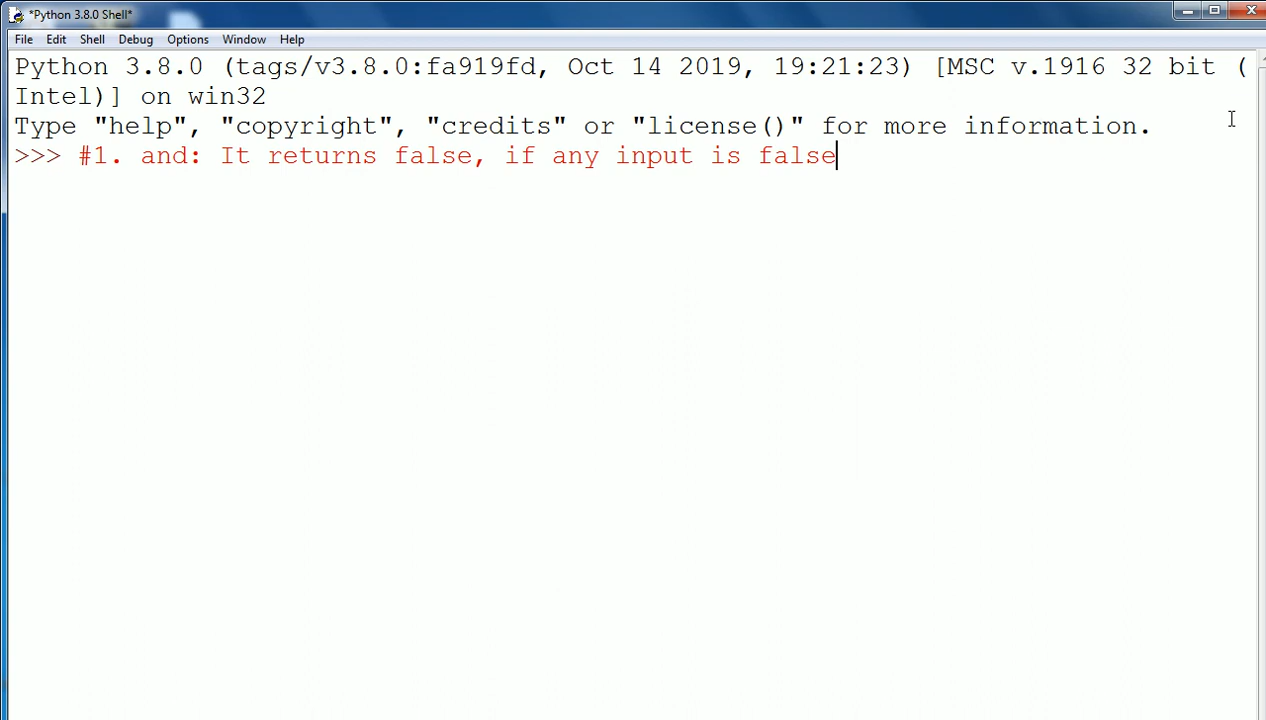 *Python 3.8.0 Shell*
File Edit Shell Debug Options Window Help
Python 3.8.0 (tags/v3.8.0:fa919fd, Oct 14 2019, 19:21:23) [MSC v.1916 32 bit (
Intel)] on win32
Type "help", "copyright", "credits" or "license()" for more information.
>>> #1. and: It returns false, if any input is false